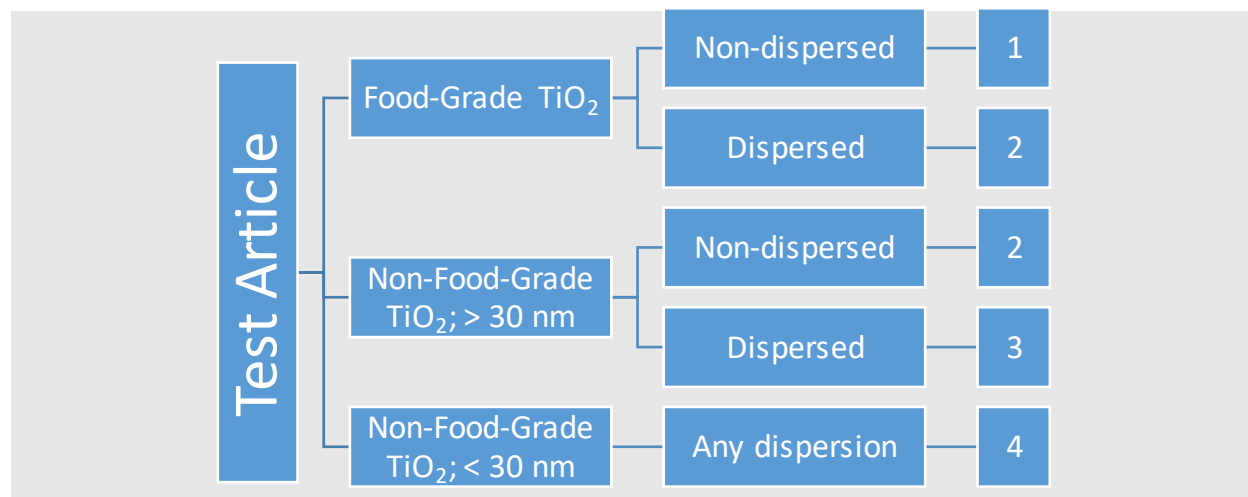 Test Article
Food-Grade TiO₂
Non-dispersed
1
Dispersed
2
Non-Food-Grade
TiO₂; > 30 nm
Non-dispersed
2
Dispersed
3
Non-Food-Grade
TiO₂; < 30 nm
Any dispersion
4